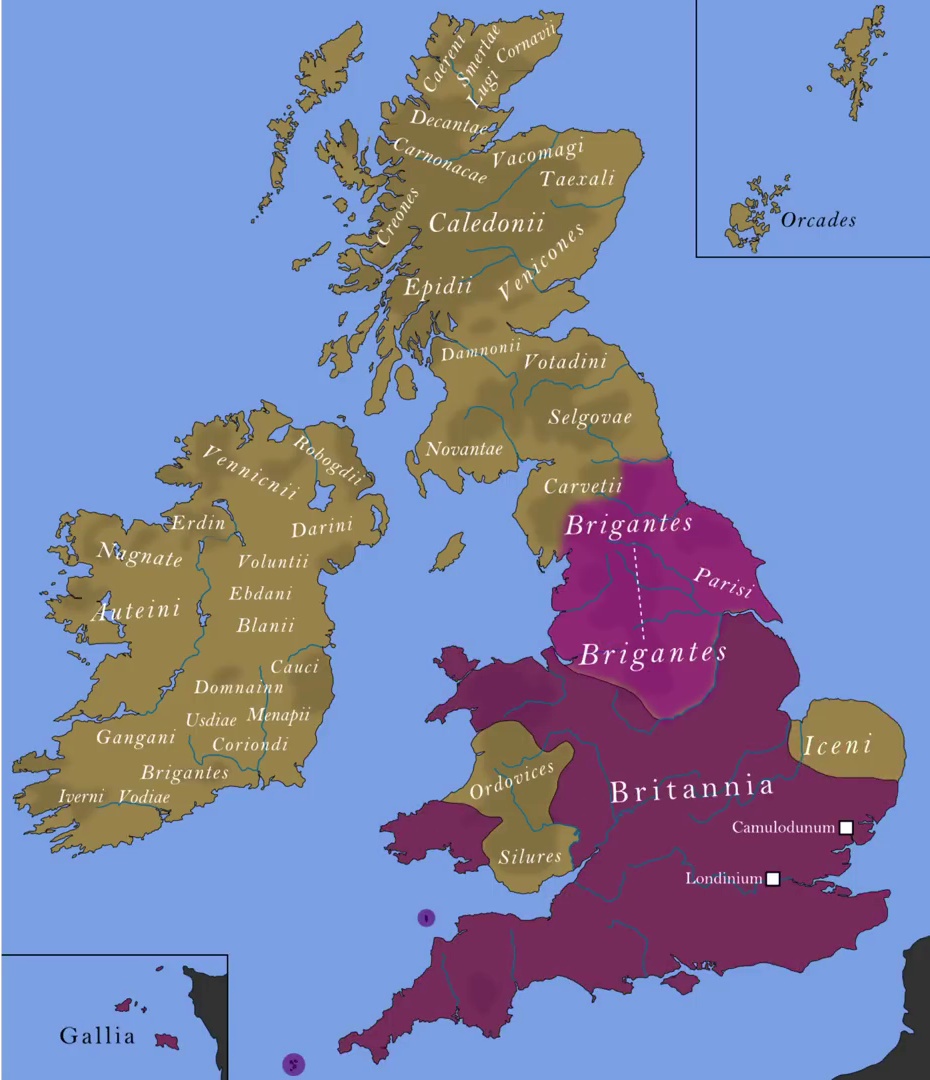 Caereni
Smertae
Cornavii
Lugi
Decantae
Carnonacae
Vacomagi
Taexali
Creones
Caledonii
Orcades
Venicones
Epidii
Damnonii
Votadini
Selgovae
Novantae
Robogdii
Vennicnii
Carvetii
Erdin
Darini
Brigantes
Nagnate
Voluntii
Parisi
Ebdani
Auteini
Blanii
Brigantes
Cauci
Domnainn
Usdiae
Menapii
Gangani
Coriondi
Iceni
Brigantes
Ordovices
Britannia
Iverni
Vodiae
Camulodunum
Silures
Londinium
Gallia